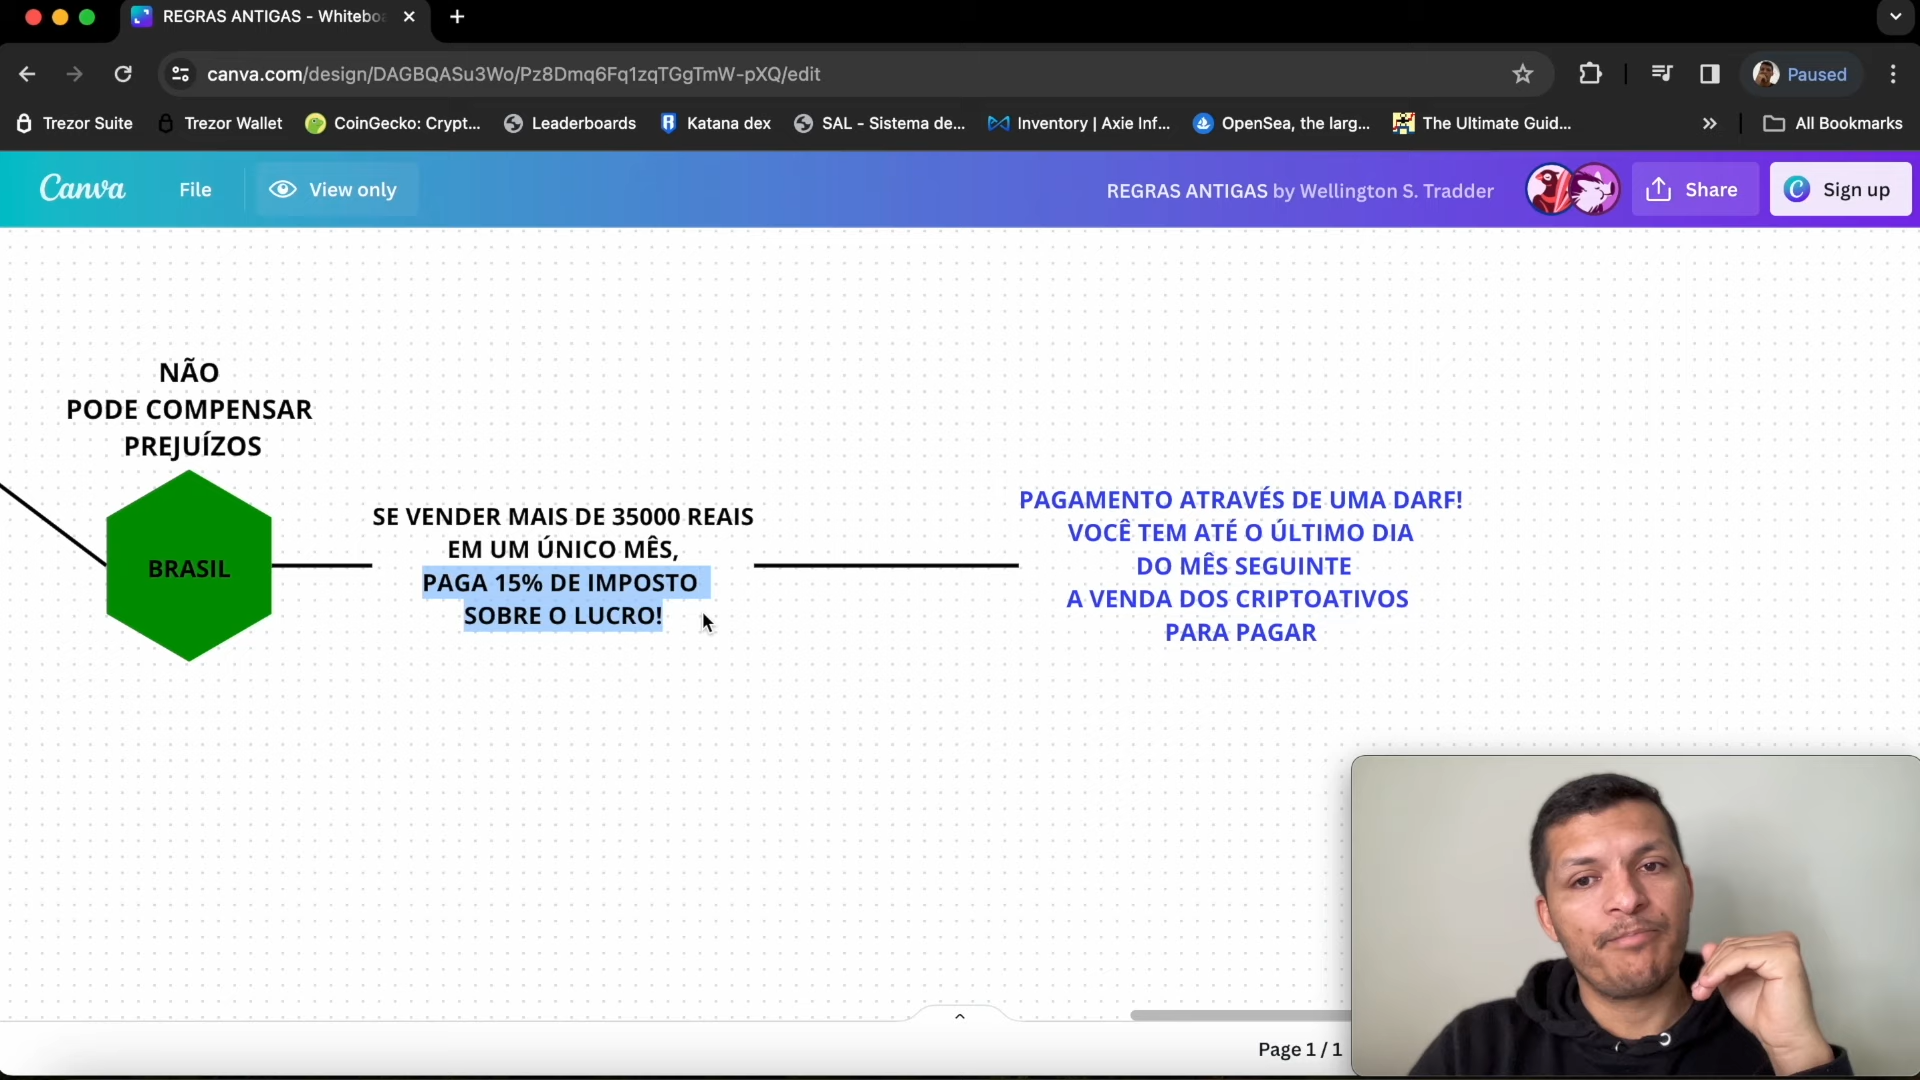 REGRAS ANTIGAS - Whitebo
canva.com/design/DAGBQASu3Wo/Pz8Dmq6Fq1zqTGgTmW-pXQ/edit
Paused
Trezor Suite
Trezor Wallet
CoinGecko: Crypt...
Leaderboards
Katana dex
SAL - Sistema de...
Inventory | Axie Inf...
OpenSea, the larg...
The Ultimate Guid...
All Bookmarks
Canva
File
View only
REGRAS ANTIGAS by Wellington S. Tradder
Share
Sign up
NÃO
PODE COMPENSAR
PREJUÍZOS
BRASIL
SE VENDER MAIS DE 35000 REAIS
EM UM ÚNICO MÊS,
PAGA 15% DE IMPOSTO
SOBRE O LUCRO!
PAGAMENTO ATRAVÉS DE UMA DARF!
VOCÊ TEM ATÉ O ÚLTIMO DIA
DO MÊS SEGUINTE
A VENDA DOS CRIPTOATIVOS
PARA PAGAR
Page 1 / 1